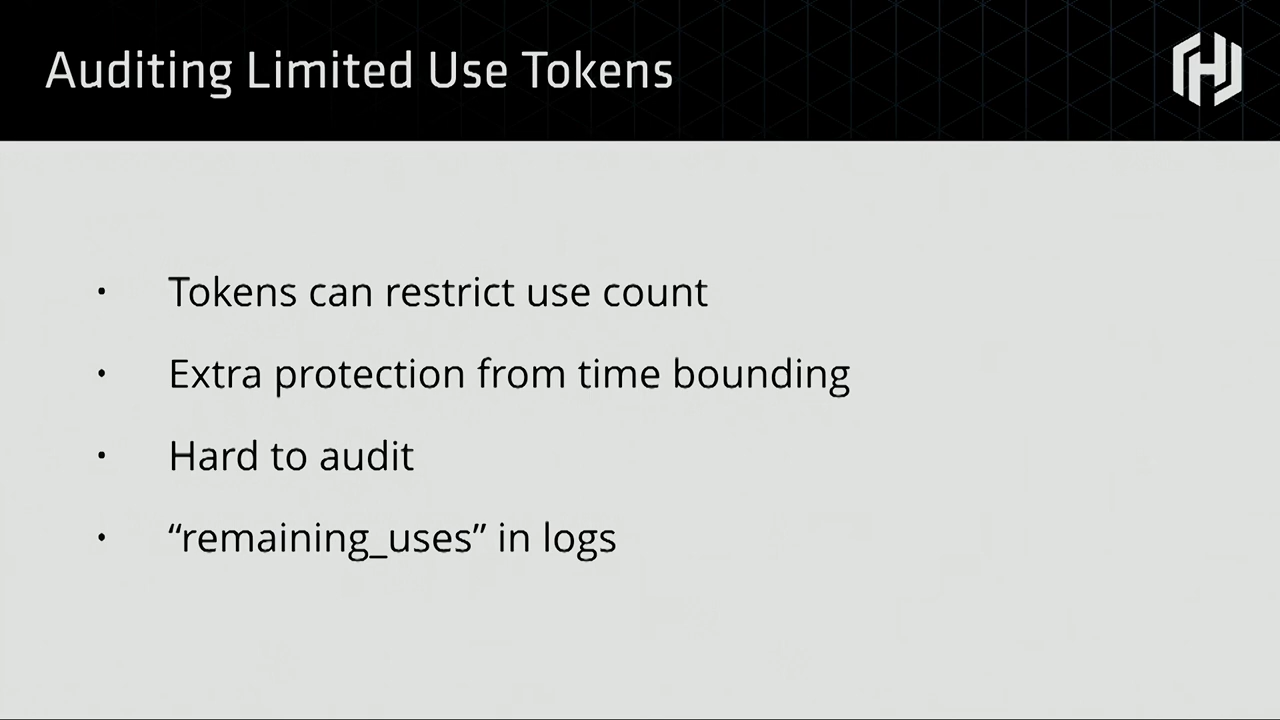 Auditing Limited Use Tokens
• Tokens can restrict use count
• Extra protection from time bounding
• Hard to audit
• “remaining_uses” in logs